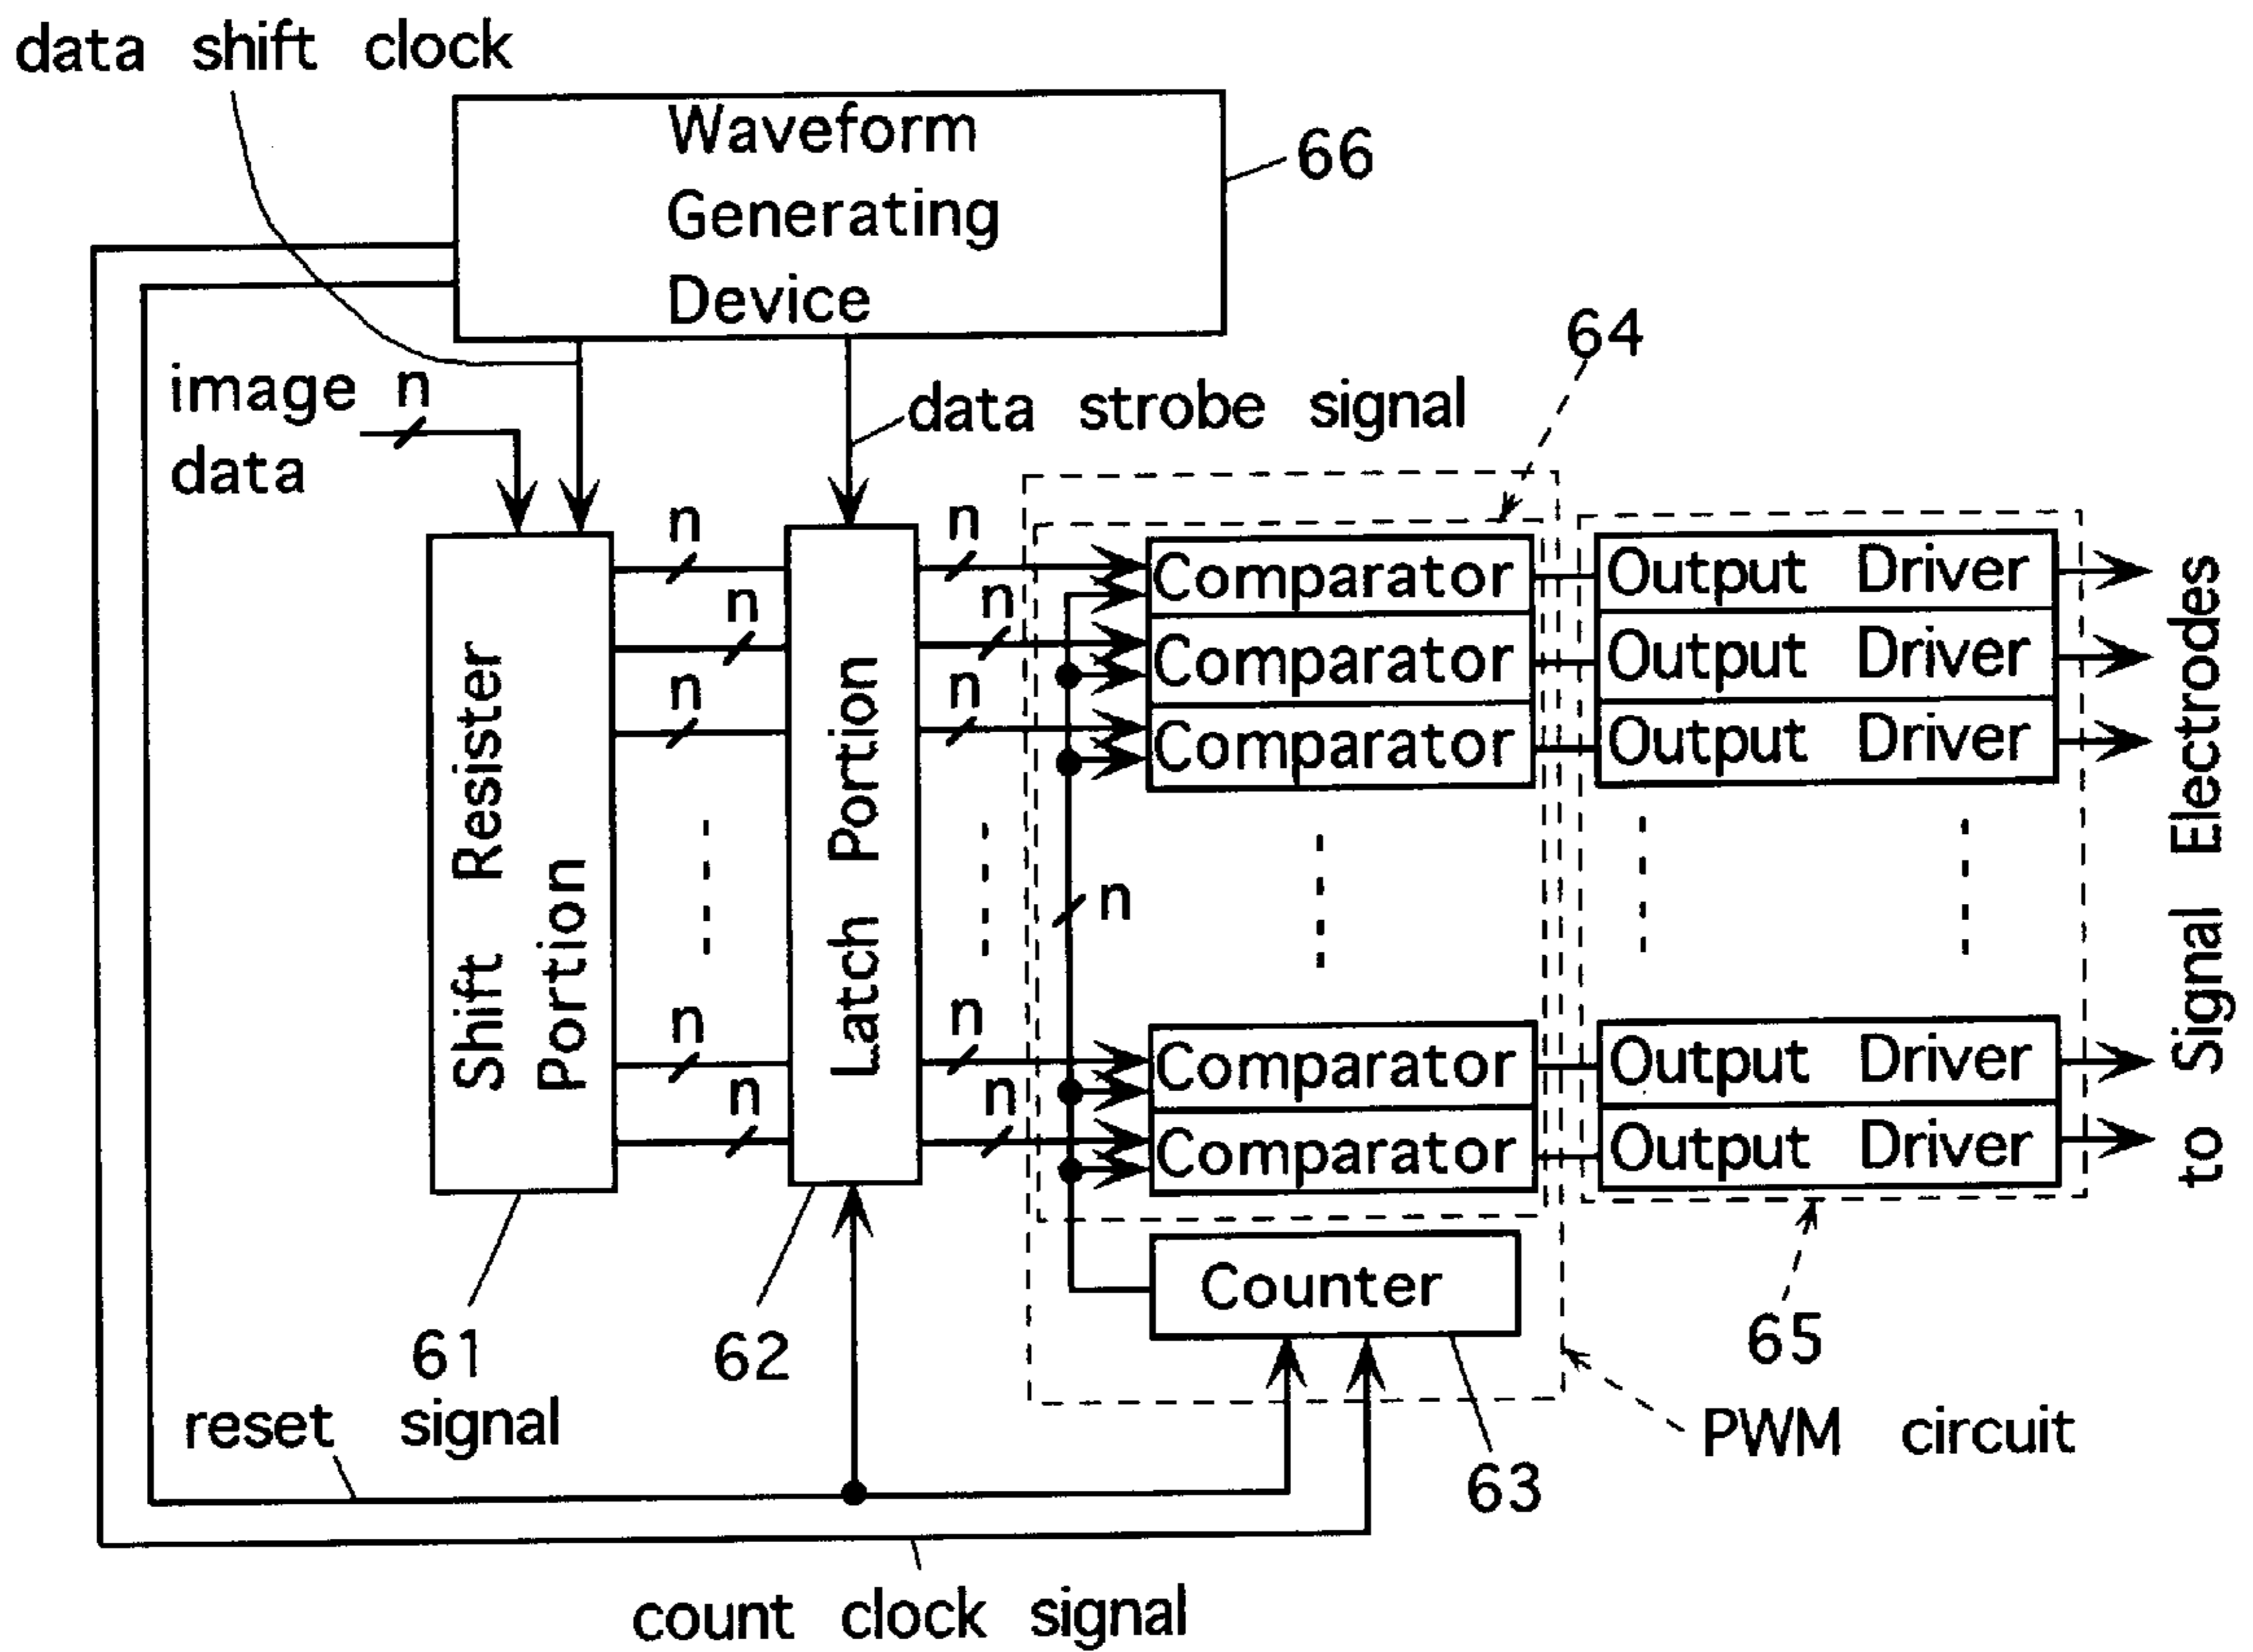 data shift clock
Waveform
Generating
Device
66
image n
data
data strobe signal
64
n
n
n
n
n
n
n
n
n
n
n
Shift Resister
Portion
Latch Portion
Comparator
Comparator
Comparator
Comparator
Comparator
Output Driver
Output Driver
Output Driver
Output Driver
Output Driver
to Signal Electrodes
Counter
61
62
63
65
reset signal
PWM circuit
count clock signal